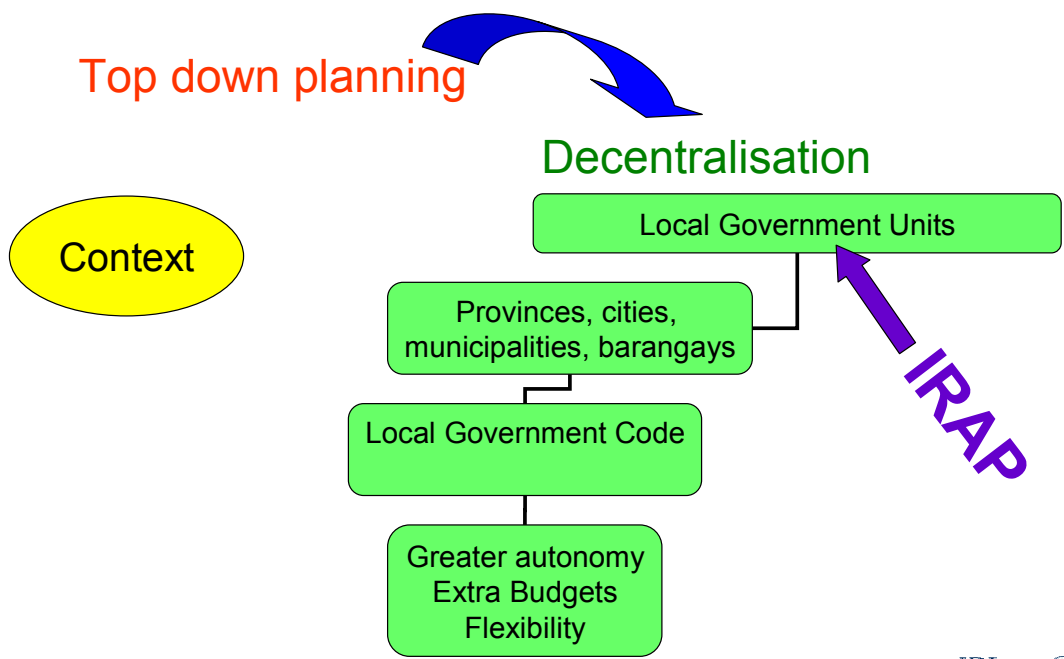 Top down planning
Decentralisation
Local Government Units
Context
Provinces, cities,
municipalities, barangays
IRAP
Local Government Code
Greater autonomy
Extra Budgets
Flexibility